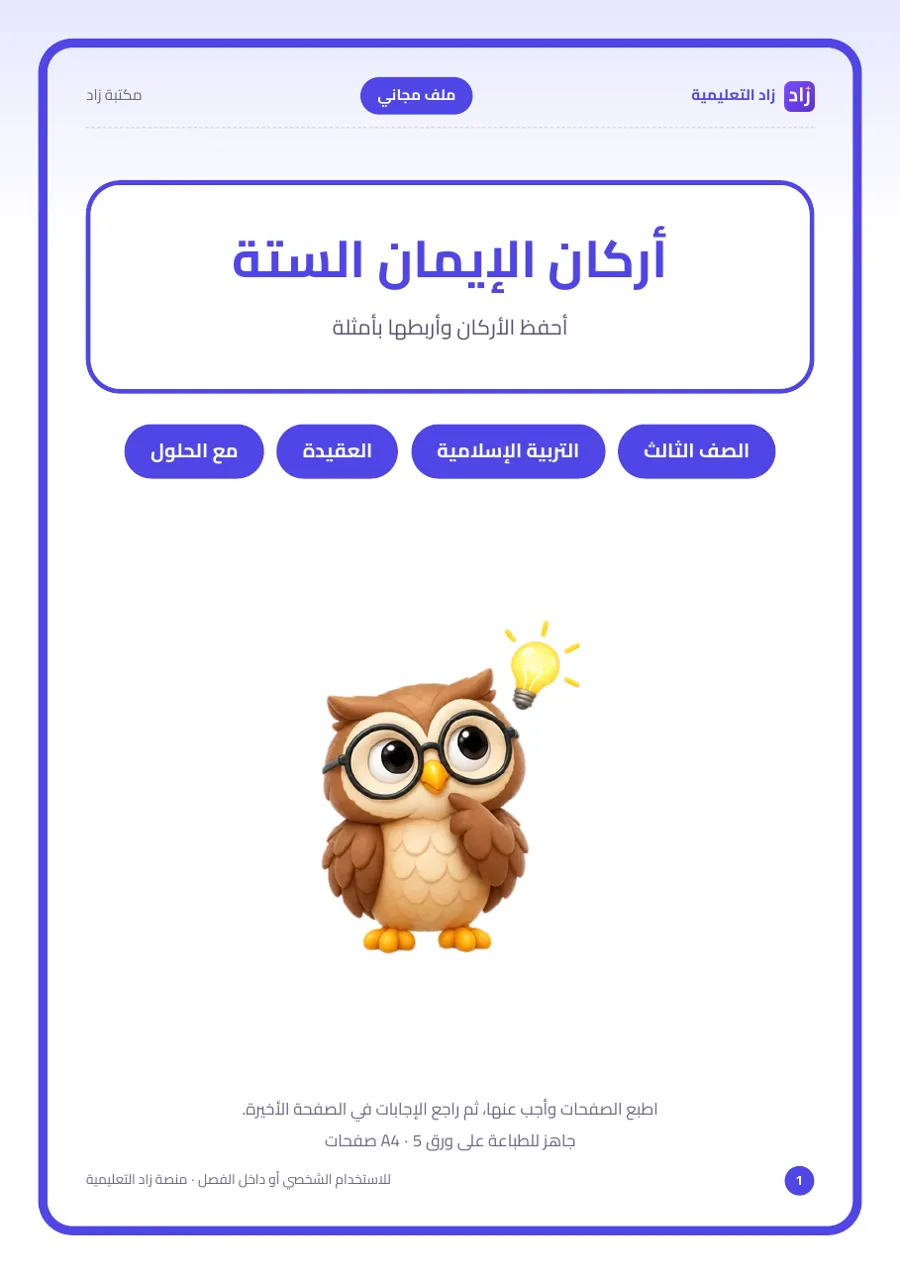 زاد زاد التعليمية
ملف مجاني
مكتبة زاد
أركان الإيمان الستة
أحفظ الأركان وأربطها بأمثلة
الصف الثالث
التربية الإسلامية
العقيدة
مع الحلول
اطبع الصفحات وأجب عنها، ثم راجع الإجابات في الصفحة الأخيرة.
جاهز للطباعة على ورق A4 · 5 صفحات
1
للاستخدام الشخصي أو داخل الفصل · منصة زاد التعليمية